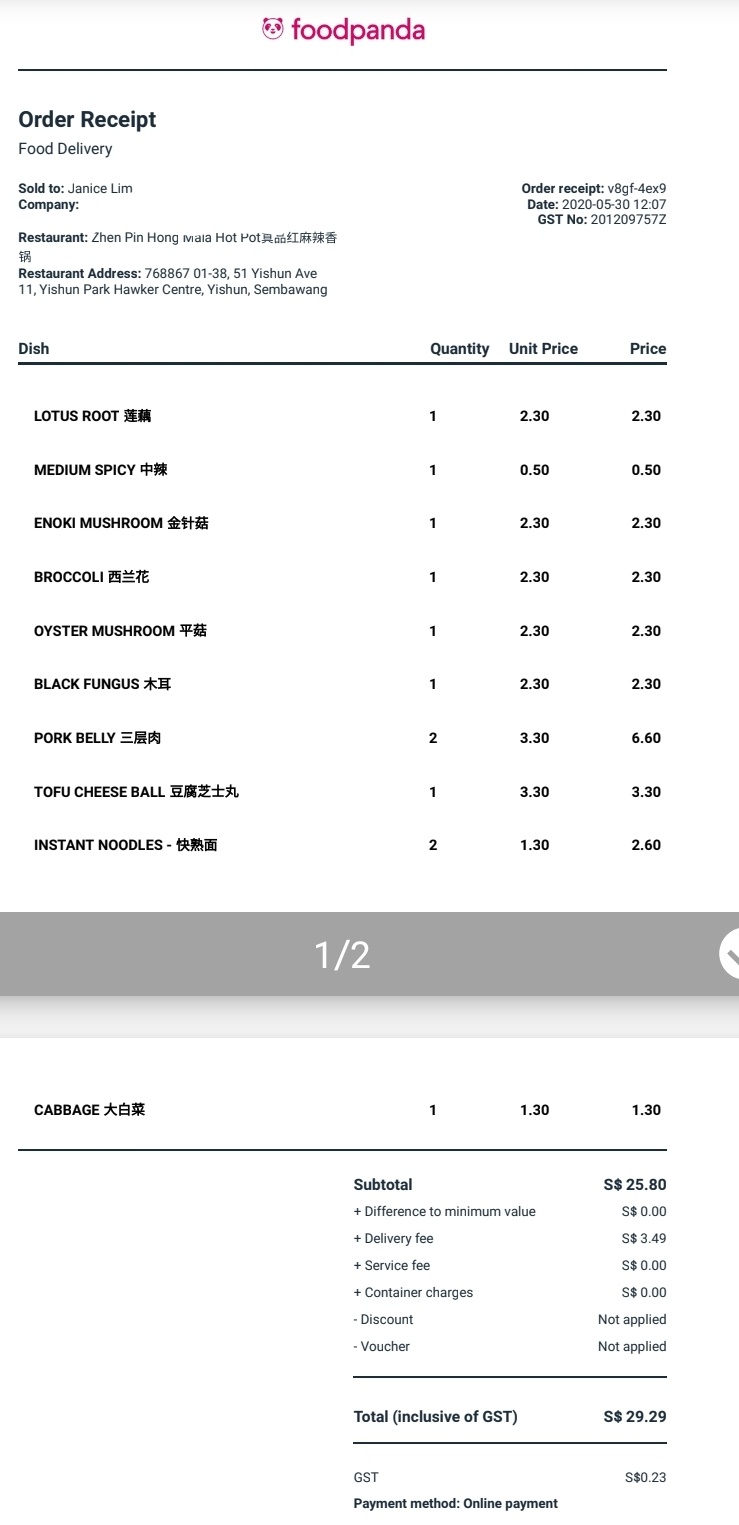 foodpanda
Order Receipt
Food Delivery
Sold to: Janice Lim
Company:
Order receipt: v8gf-4ex9
Date: 2020-05-30 12:07
GST No: 201209757Z
Restaurant: Zhen Pin Hong Mala Hot Pot真品红麻辣香
锅
Restaurant Address: 768867 01-38, 51 Yishun Ave
11, Yishun Park Hawker Centre, Yishun, Sembawang
Dish Quantity Unit Price Price
LOTUS ROOT 莲藕 1 2.30 2.30
MEDIUM SPICY 中辣 1 0.50 0.50
ENOKI MUSHROOM 金针菇 1 2.30 2.30
BROCCOLI 西兰花 1 2.30 2.30
OYSTER MUSHROOM 平菇 1 2.30 2.30
BLACK FUNGUS 木耳 1 2.30 2.30
PORK BELLY 三层肉 2 3.30 6.60
TOFU CHEESE BALL 豆腐芝士丸 1 3.30 3.30
INSTANT NOODLES - 快熟面 2 1.30 2.60
1/2
CABBAGE 大白菜 1 1.30 1.30
Subtotal S$ 25.80
+ Difference to minimum value S$ 0.00
+ Delivery fee S$ 3.49
+ Service fee S$ 0.00
+ Container charges S$ 0.00
- Discount Not applied
- Voucher Not applied
Total (inclusive of GST) S$ 29.29
GST S$0.23
Payment method: Online payment